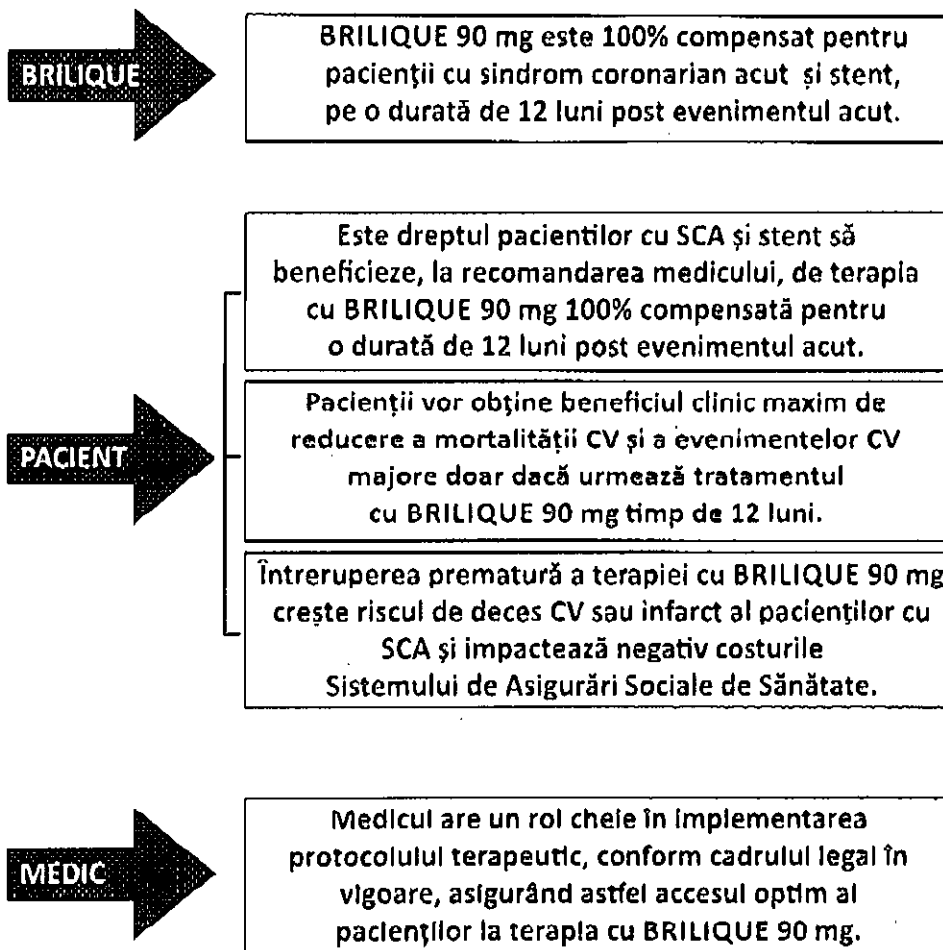 BRILIQUE
BRILIQUE 90 mg este 100% compensat pentru
pacienții cu sindrom coronarian acut și stent,
pe o durată de 12 luni post evenimentul acut.
Este dreptul pacientilor cu SCA și stent să
beneficieze, la recomandarea medicului, de terapia
cu BRILIQUE 90 mg 100% compensată pentru
o durată de 12 luni post evenimentul acut.
PACIENT
Pacienții vor obține beneficiul clinic maxim de
reducere a mortalității CV și a evenimentelor CV
majore doar dacă urmează tratamentul
cu BRILIQUE 90 mg timp de 12 luni.
Întreruperea prematură a terapiei cu BRILIQUE 90 mg
crește riscul de deces CV sau infarct al pacienților cu
SCA și impactează negativ costurile
Sistemului de Asigurări Sociale de Sănătate.
MEDIC
Medicul are un rol cheie în implementarea
protocolului terapeutic, conform cadrului legal în
vigoare, asigurând astfel accesul optim al
pacienților la terapia cu BRILIQUE 90 mg.